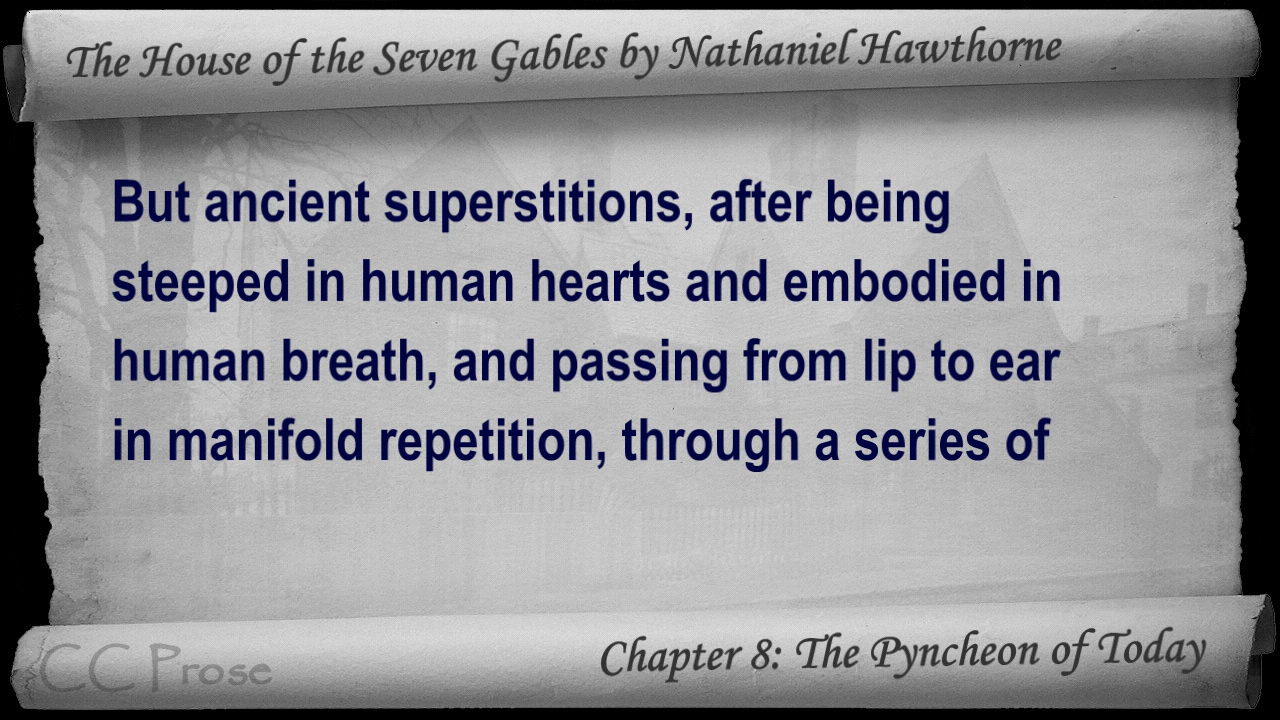 The House of the Seven Gables by Nathaniel Hawthorne
But ancient superstitions, after being
steeped in human hearts and embodied in
human breath, and passing from lip to ear
in manifold repetition, through a series of
CC Prose
Chapter 8: The Pyncheon of Today